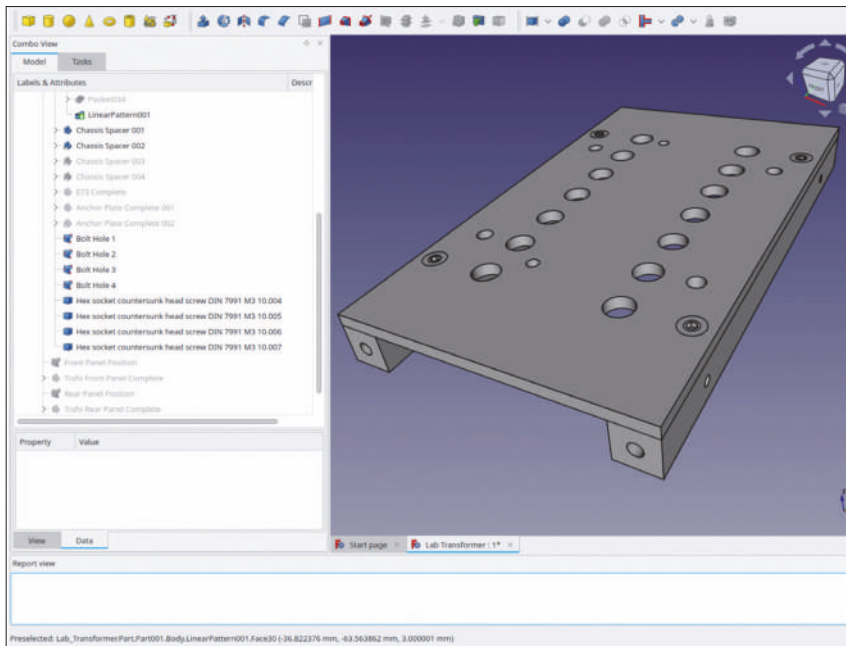 Combo View
Model Tasks
Labels & Attributes Descr
Pocket034
LinearPattern001
Chassis Spacer 001
Chassis Spacer 002
Chassis Spacer 003
Chassis Spacer 004
ET3 Complete
Anchor Plate Complete 001
Anchor Plate Complete 002
Bolt Hole 1
Bolt Hole 2
Bolt Hole 3
Bolt Hole 4
Hex socket countersunk head screw DIN 7991 M3 10.004
Hex socket countersunk head screw DIN 7991 M3 10.005
Hex socket countersunk head screw DIN 7991 M3 10.006
Hex socket countersunk head screw DIN 7991 M3 10.007
Front Panel Position
Trafo Front Panel Complete
Rear Panel Position
Trafo Rear Panel Complete
Property Value
View Data
FRONT
Start page Lab Transformer : 1*
Report view
Preselected: Lab_Transformer.Part.Part001.Body.LinearPattern001.Face30 (-36.822376 mm, -63.563862 mm, 3.000001 mm)